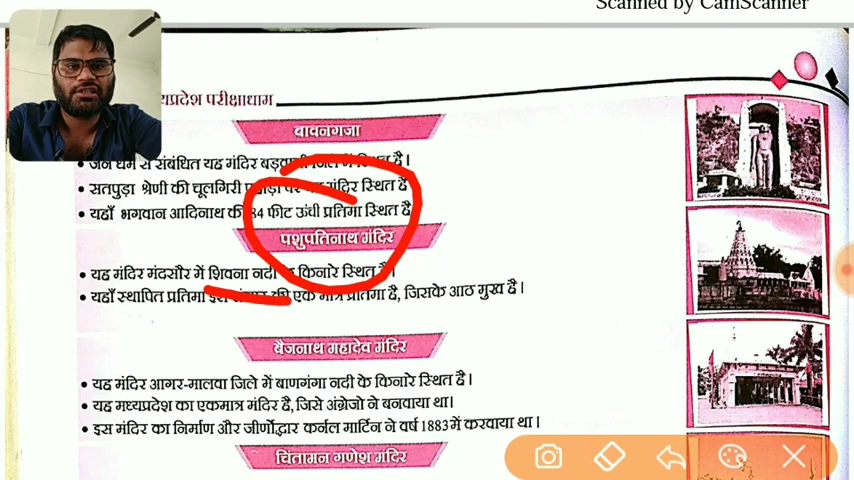 Scanned by CamScanner
यप्रदेश परीक्षाधाम
बावनगजा
• जैन धर्म से संबंधित यह मंदिर बड़वानी जिले में स्थित है।
• सतपुड़ा श्रेणी की चूलगिरी पहाड़ी पर मंदिर स्थित है
• यहाँ भगवान आदिनाथ की 84 फीट ऊंची प्रतिमा स्थित है
पशुपतिनाथ मंदिर
• यह मंदिर मंदसौर में शिवना नदी के किनारे स्थित है।
• यहाँ स्थापित प्रतिमा इस संसार की एक मात्र प्रतिमा है, जिसके आठ मुख है।
बैजनाथ महादेव मंदिर
• यह मंदिर आगर-मालवा जिले में बाणगंगा नदी के किनारे स्थित है।
• यह मध्यप्रदेश का एकमात्र मंदिर है, जिसे अंग्रेजो ने बनवाया था।
• इस मंदिर का निर्माण और जीर्णोद्धार कर्नल मार्टिन ने वर्ष 1883 में करवाया था।
चिंतामन गणेश मंदिर